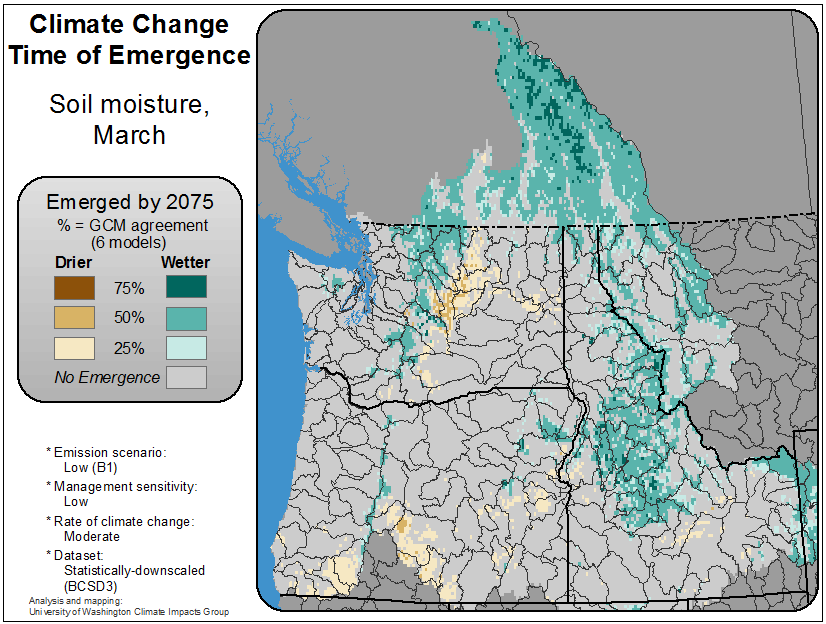 Climate Change
Time of Emergence
Soil moisture,
March
Emerged by 2075
% = GCM agreement
(6 models)
Drier Wetter
75%
50%
25%
No Emergence
* Emission scenario:
Low (B1)
* Management sensitivity:
Low
* Rate of climate change:
Moderate
* Dataset:
Statistically-downscaled
(BCSD3)
Analysis and mapping:
University of Washington Climate Impacts Group